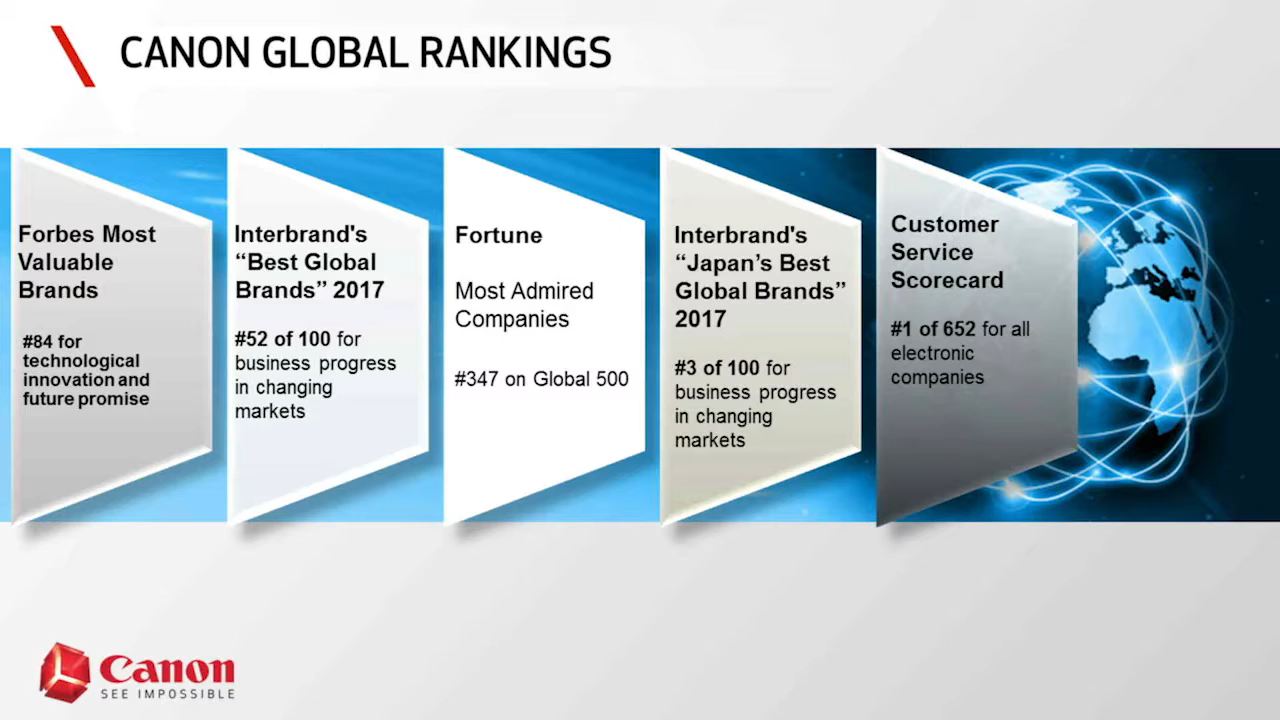 CANON GLOBAL RANKINGS
Forbes Most
Valuable
Brands
#84 for
technological
innovation and
future promise
Interbrand's
“Best Global
Brands” 2017
#52 of 100 for
business progress
in changing
markets
Fortune
Most Admired
Companies
#347 on Global 500
Interbrand's
“Japan’s Best
Global Brands”
2017
#3 of 100 for
business progress
in changing
markets
Customer
Service
Scorecard
#1 of 652 for all
electronic
companies
Canon
SEE IMPOSSIBLE